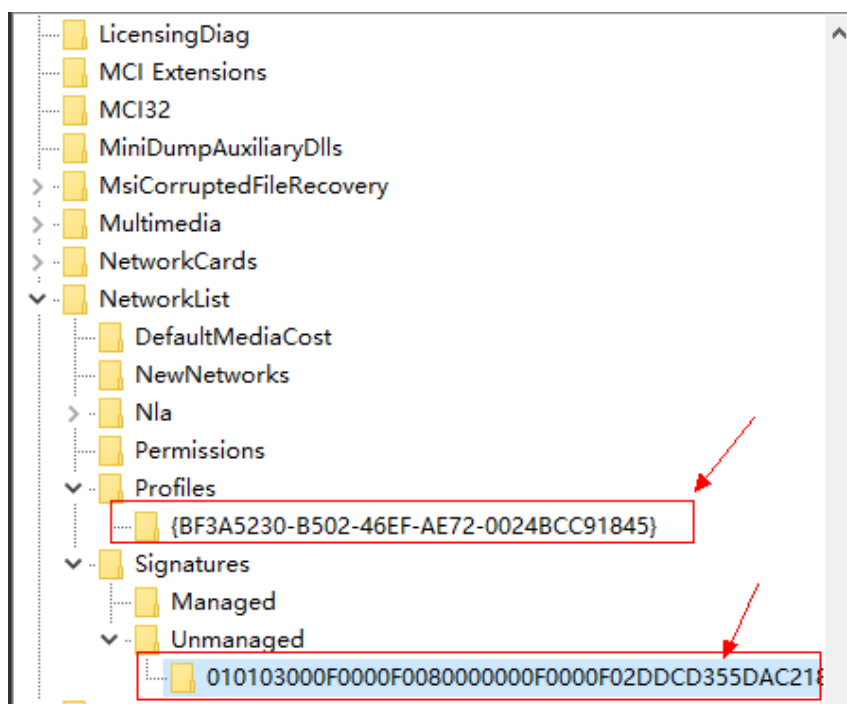 LicensingDiag
MCI Extensions
MCI32
MiniDumpAuxiliaryDlls
MsiCorruptedFileRecovery
Multimedia
NetworkCards
NetworkList
DefaultMediaCost
NewNetworks
Nla
Permissions
Profiles
{BF3A5230-B502-46EF-AE72-0024BCC91845}
Signatures
Managed
Unmanaged
010103000F0000F0080000000F0000F02DDCD355DAC218